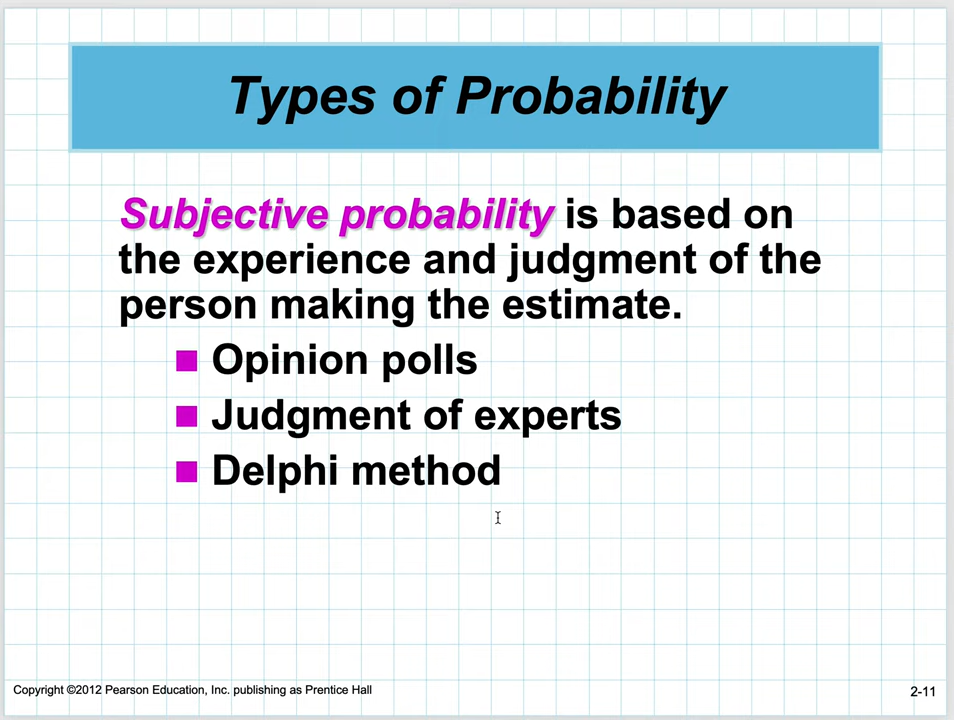 Types of Probability
Subjective probability is based on
the experience and judgment of the
person making the estimate.
Opinion polls
Judgment of experts
Delphi method
Copyright ©2012 Pearson Education, Inc. publishing as Prentice Hall
2-11